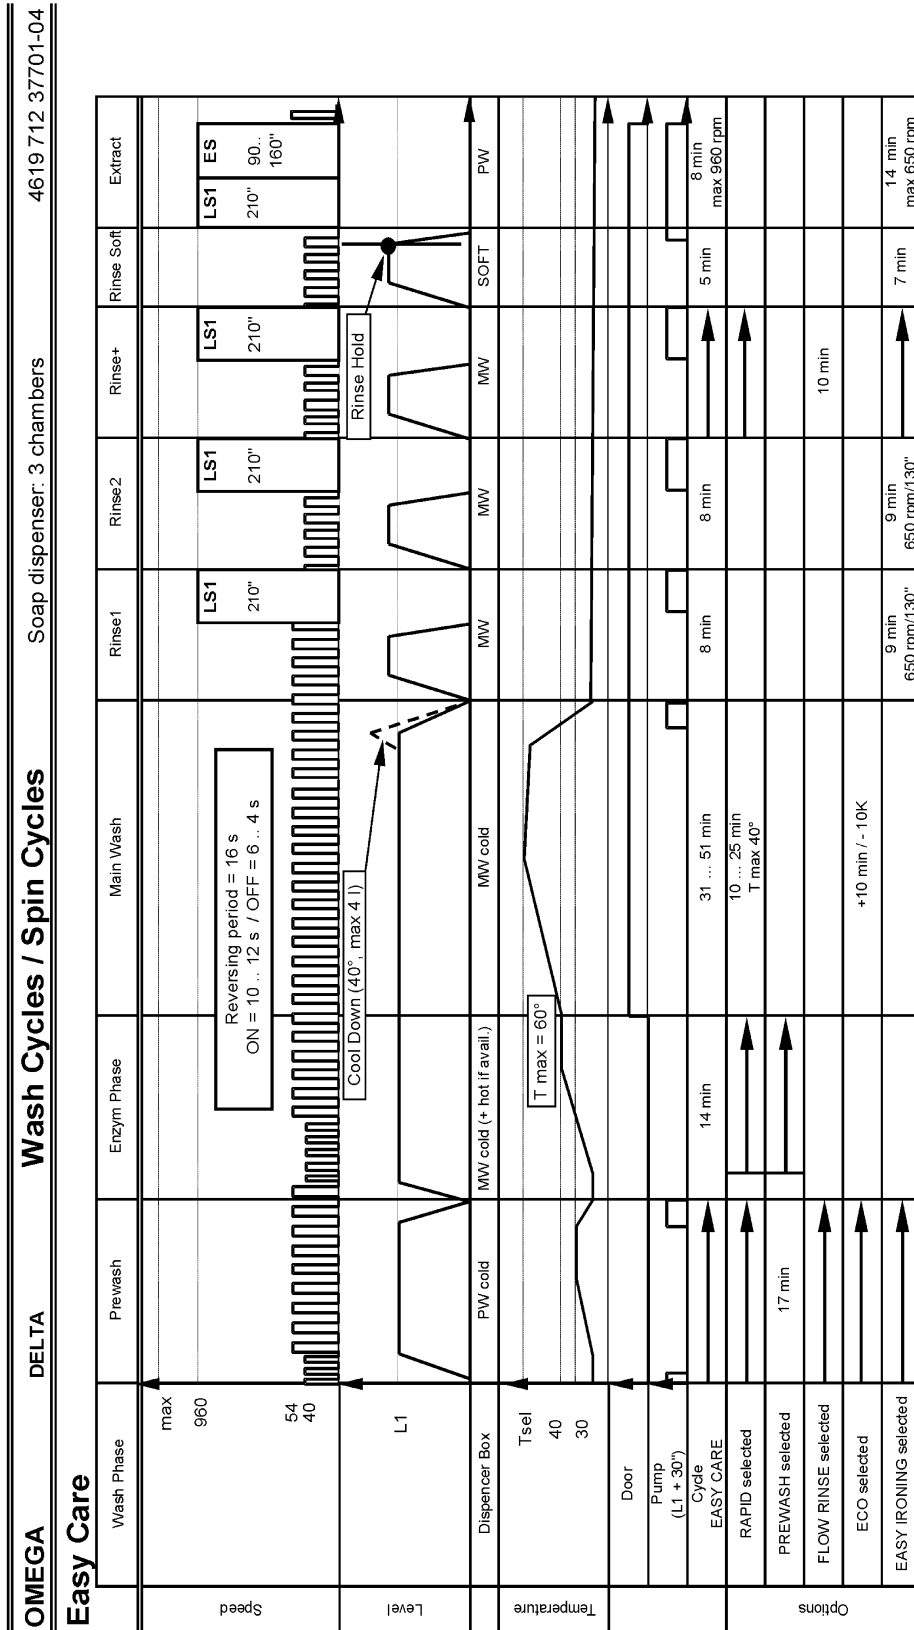 OMEGA
DELTA
Wash Cycles / Spin Cycles
Soap dispenser: 3 chambers
4619 712 37701-04
Easy Care
Wash Phase
Prewash
Enzym Phase
Main Wash
Rinse1
Rinse2
Rinse+
Rinse Soft
Extract
Speed
max
960
54
40
Reversing period = 16 s
ON = 10 .. 12 s / OFF = 6 .. 4 s
LS1
210"
LS1
210"
LS1
210"
LS1
210"
ES
90..
160"
Level
L1
Cool Down (40°, max 4 l)
Rinse Hold
Dispencer Box
PW cold
MW cold (+ hot if avail.)
MW cold
MW
MW
MW
SOFT
PW
Temperature
Tsel
40
30
T max = 60°
Door
Pump
(L1 + 30")
Cycle
EASY CARE
14 min
31 ... 51 min
8 min
8 min
5 min
8 min
max 960 rpm
Options
RAPID selected
10 ... 25 min
T max 40°
PREWASH selected
17 min
FLOW RINSE selected
10 min
ECO selected
+10 min / - 10K
EASY IRONING selected
9 min
650 rpm/130"
9 min
650 rpm/130"
7 min
14 min
max 650 rpm